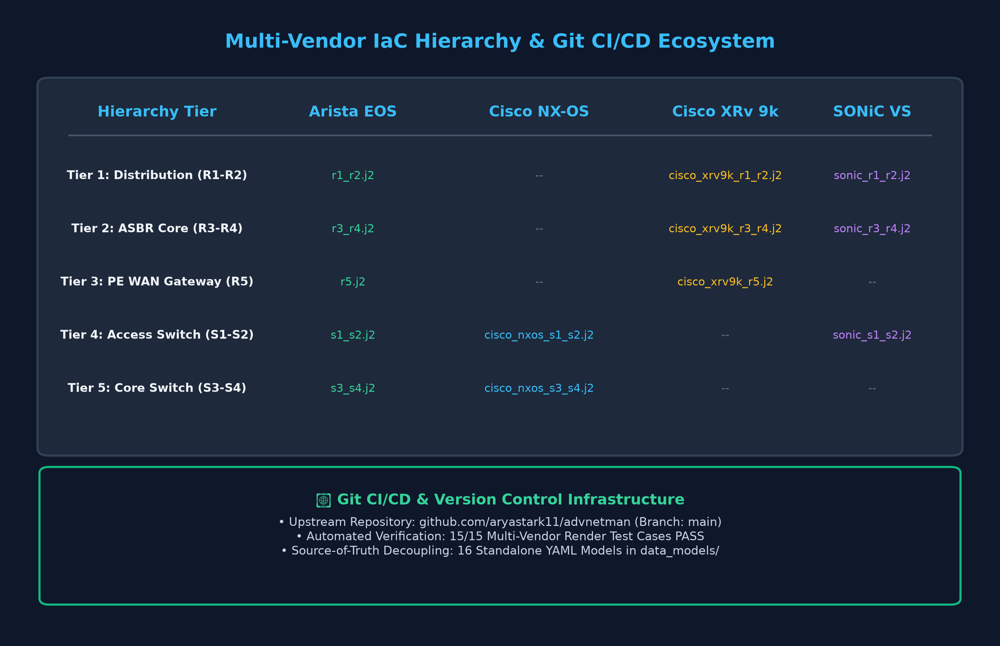 Multi-Vendor IaC Hierarchy & Git CI/CD Ecosystem
Hierarchy Tier Arista EOS Cisco NX-OS Cisco XRv 9k SONiC VS
Tier 1: Distribution (R1-R2) r1_r2.j2 -- cisco_xrv9k_r1_r2.j2 sonic_r1_r2.j2
Tier 2: ASBR Core (R3-R4) r3_r4.j2 -- cisco_xrv9k_r3_r4.j2 sonic_r3_r4.j2
Tier 3: PE WAN Gateway (R5) r5.j2 -- cisco_xrv9k_r5.j2 --
Tier 4: Access Switch (S1-S2) s1_s2.j2 cisco_nxos_s1_s2.j2 -- sonic_s1_s2.j2
Tier 5: Core Switch (S3-S4) s3_s4.j2 cisco_nxos_s3_s4.j2 -- --
Git CI/CD & Version Control Infrastructure
• Upstream Repository: github.com/aryastark11/advnetman (Branch: main)
• Automated Verification: 15/15 Multi-Vendor Render Test Cases PASS
• Source-of-Truth Decoupling: 16 Standalone YAML Models in data_models/